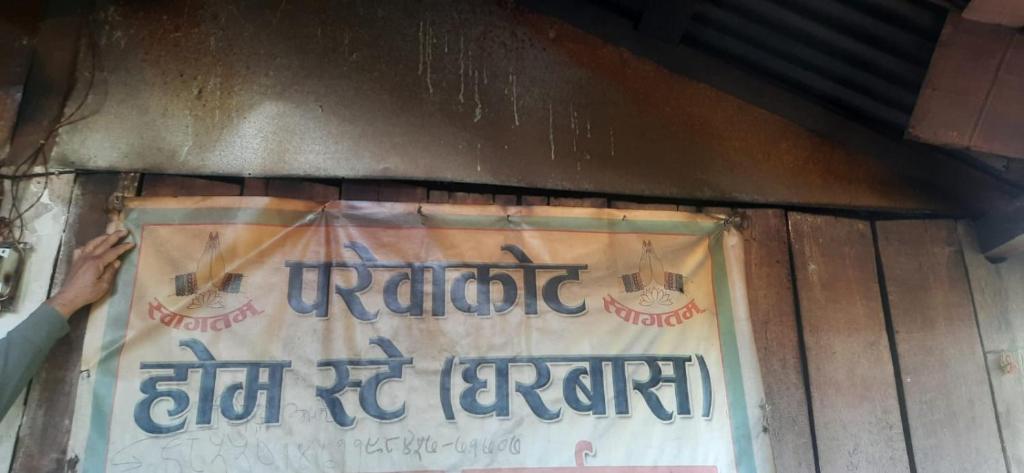 परेवाकोट
स्वागतम् स्वागतम्
होम स्टे (घरबास)